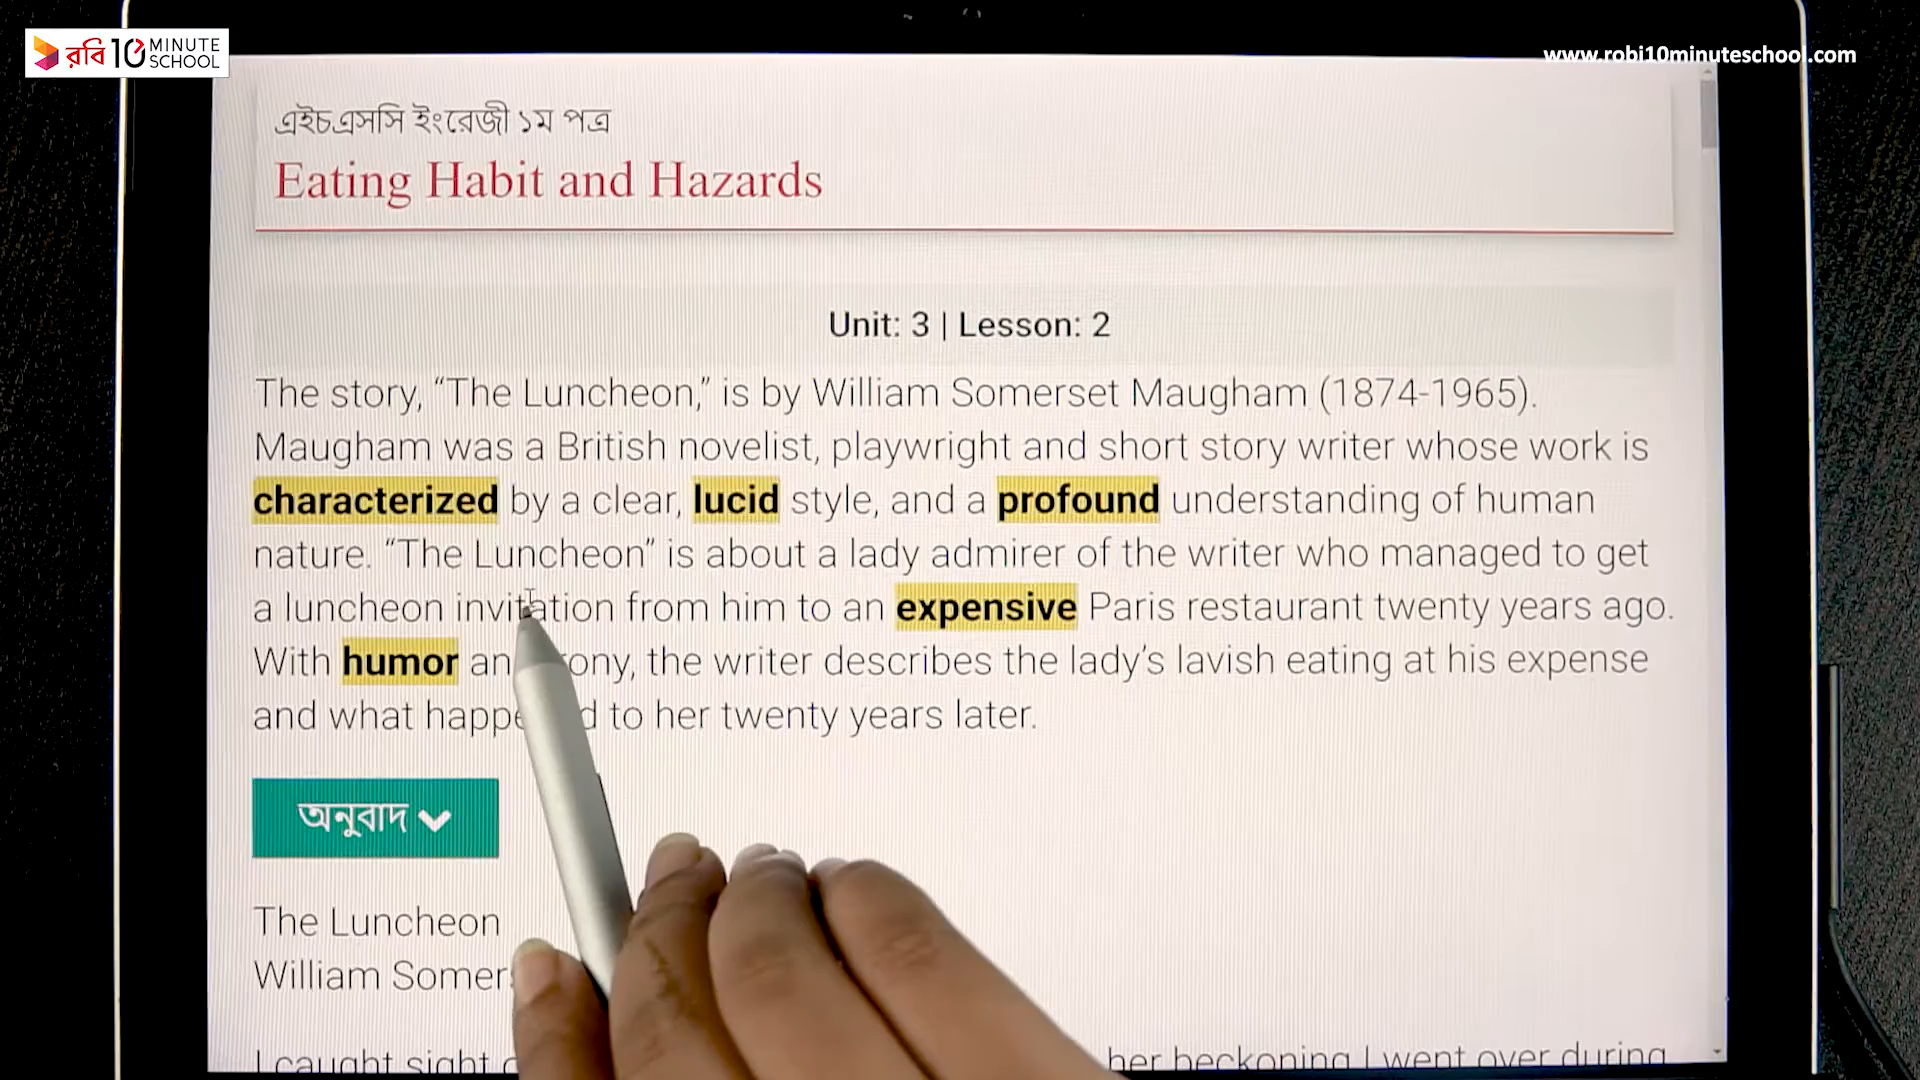 রবি 10 MINUTE SCHOOL
www.robi10minuteschool.com
এইচএসসি ইংরেজী ১ম পত্র
Eating Habit and Hazards
Unit: 3 | Lesson: 2
The story, “The Luncheon,” is by William Somerset Maugham (1874-1965).
Maugham was a British novelist, playwright and short story writer whose work is
characterized by a clear, lucid style, and a profound understanding of human
nature. “The Luncheon” is about a lady admirer of the writer who managed to get
a luncheon invitation from him to an expensive Paris restaurant twenty years ago.
With humor the writer describes the lady’s lavish eating at his expense
and what to her twenty years later.
অনুবাদ
The Luncheon
William
I caught sight her beckoning I went over during